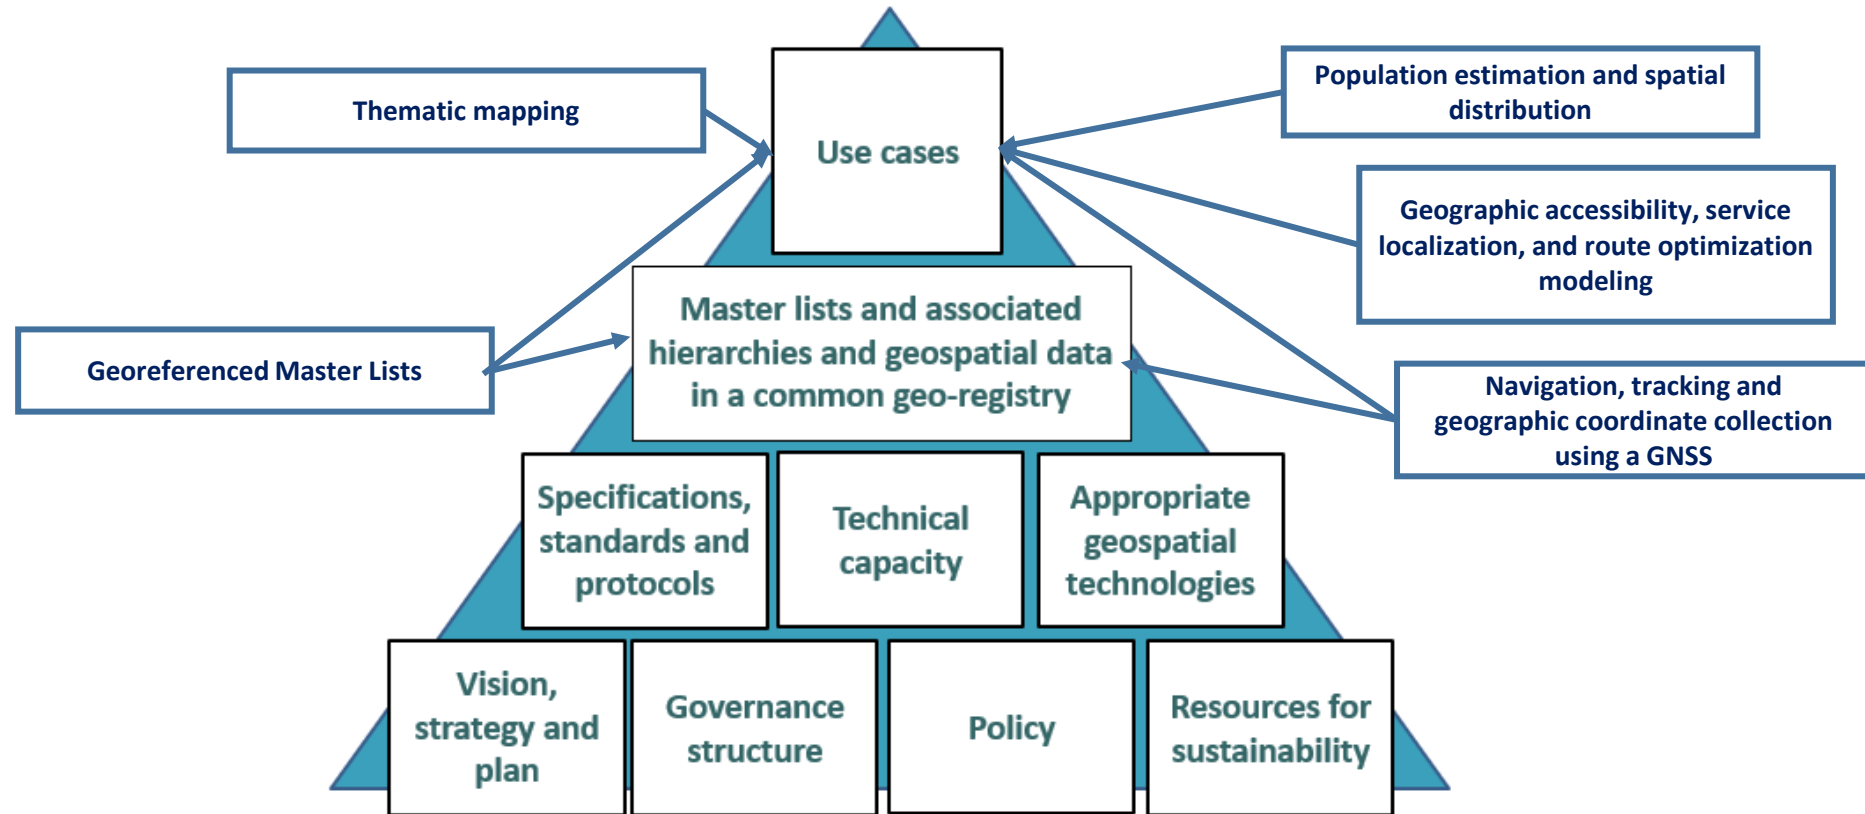 Thematic mapping
Use cases
Population estimation and spatial
distribution
Geographic accessibility, service
localization, and route optimization
modeling
Georeferenced Master Lists
Master lists and associated
hierarchies and geospatial data
in a common geo-registry
Navigation, tracking and
geographic coordinate collection
using a GNSS
Specifications,
standards and
protocols
Technical
capacity
Appropriate
geospatial
technologies
Vision,
strategy and
plan
Governance
structure
Policy
Resources for
sustainability